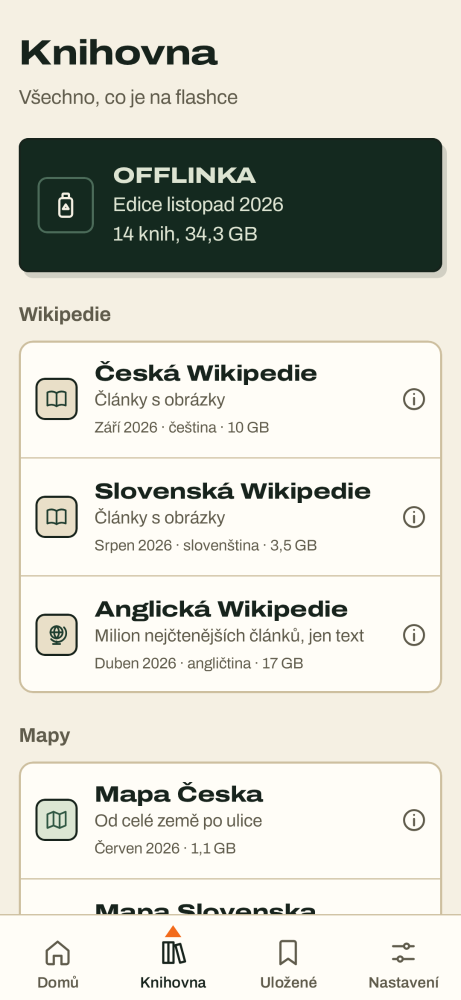 Knihovna
Všechno, co je na flashce
OFFLINKA
Edice listopad 2026
14 knih, 34,3 GB
Wikipedie
Česká Wikipedie
Články s obrázky
Září 2026 · čeština · 10 GB
Slovenská Wikipedie
Články s obrázky
Srpen 2026 · slovenština · 3,5 GB
Anglická Wikipedie
Milion nejčtenějších článků, jen text
Duben 2026 · angličtina · 17 GB
Mapy
Mapa Česka
Od celé země po ulice
Červen 2026 · 1,1 GB
Mapa Slovenska
Domů
Knihovna
Uložené
Nastavení